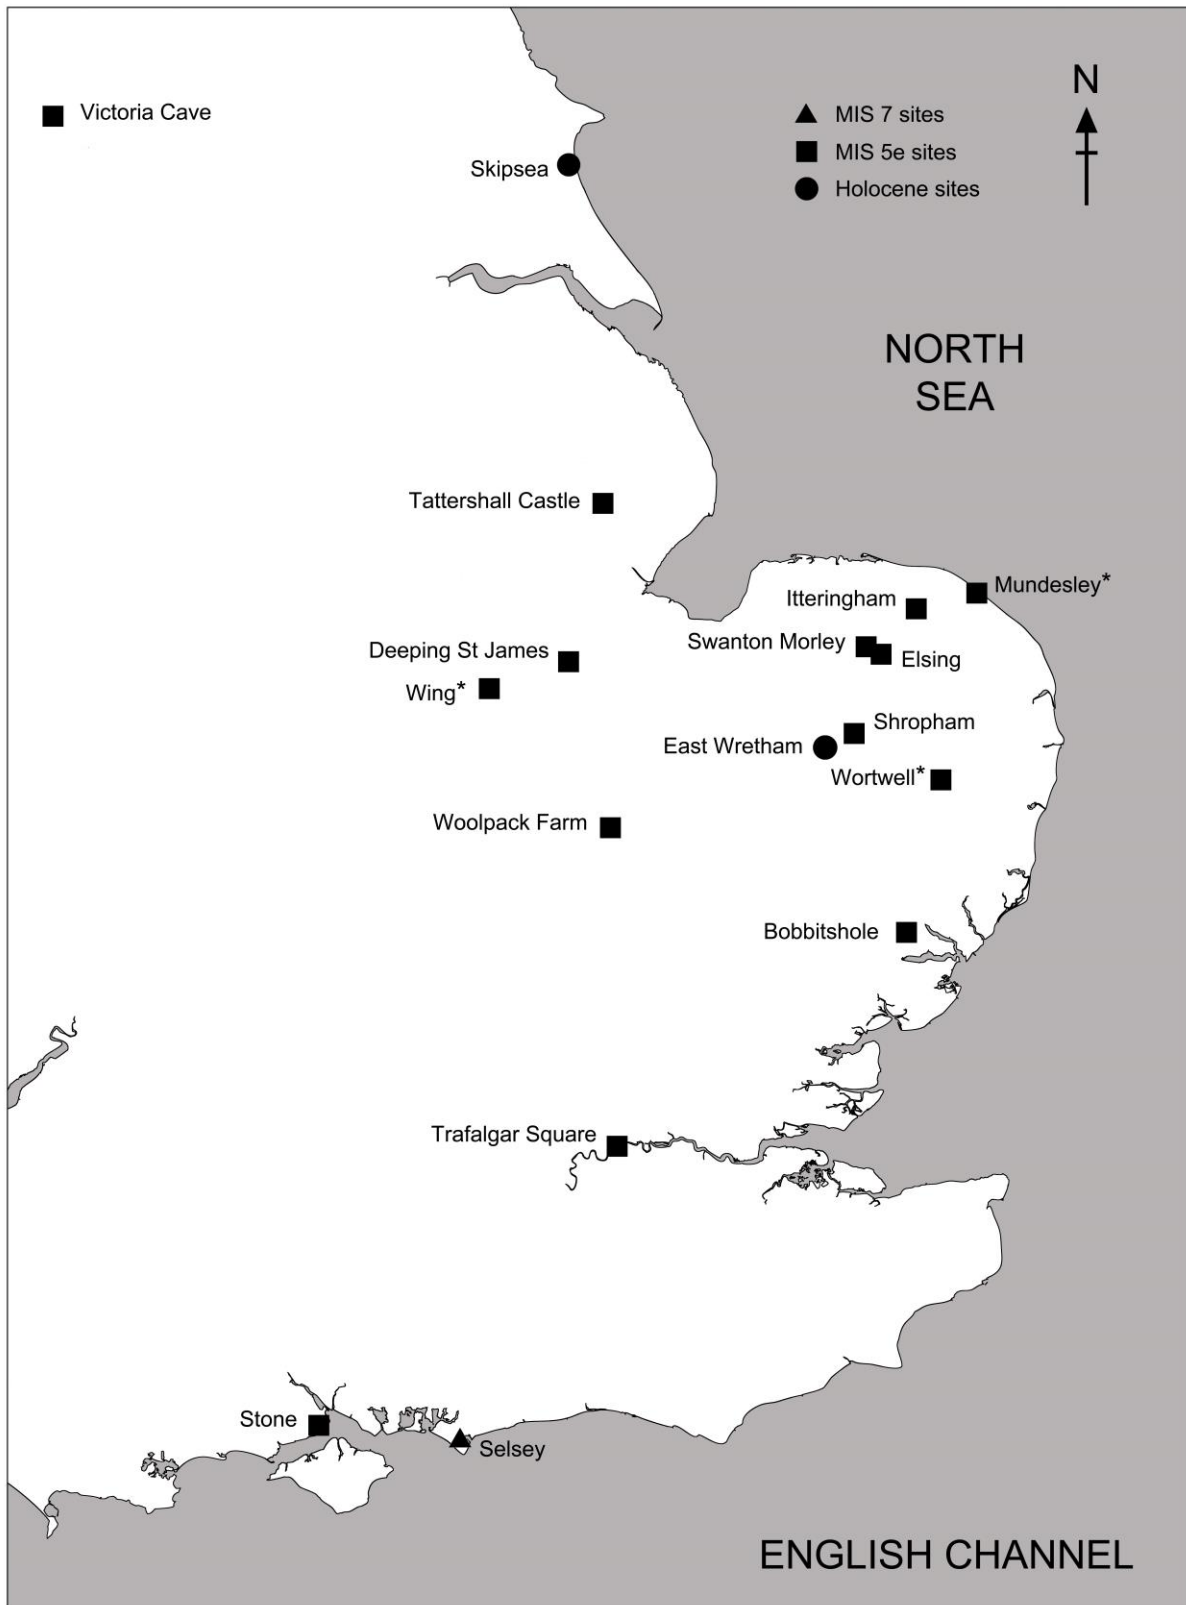 Victoria Cave
N
MIS 7 sites
MIS 5e sites
Holocene sites
Skipsea
NORTH
SEA
Tattershall Castle
Mundesley*
Itteringham
Swanton Morley
Elsing
Deeping St James
Wing*
Shropham
East Wretham
Wortwell*
Woolpack Farm
Bobbitshole
Trafalgar Square
Stone
Selsey
ENGLISH CHANNEL